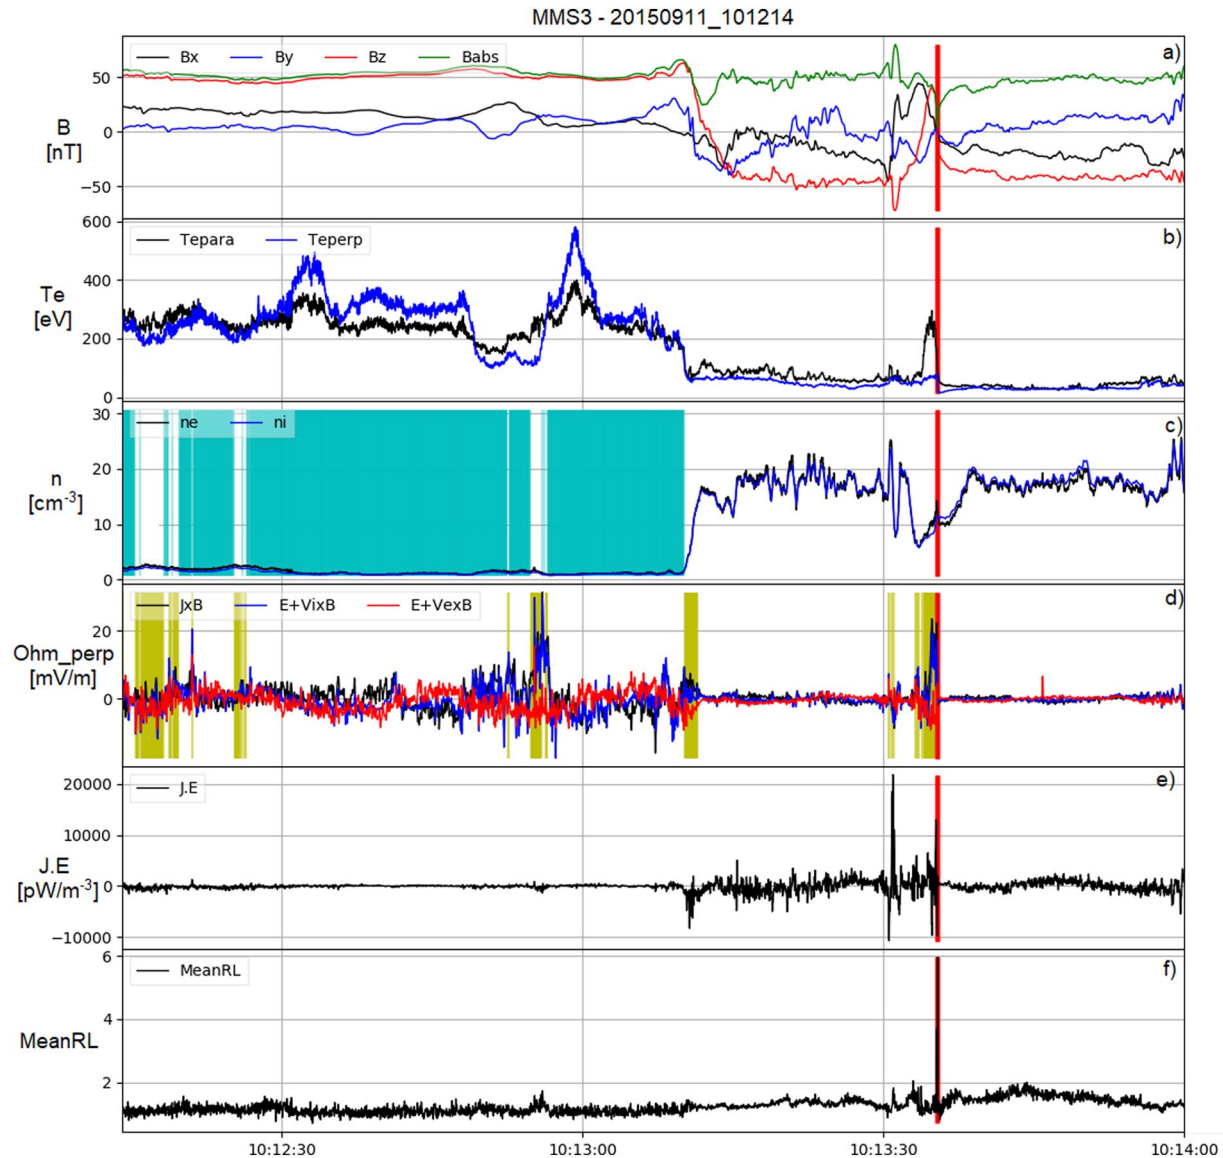 MMS3 - 20150911_101214
Bx By Bz Babs
a)
50
0
−50
B
[nT]
Tepara Teperp
b)
600
400
200
0
Te
[eV]
ne ni
c)
30
20
10
0
n
[cm-3]
JxB E+VixB E+VexB
d)
20
0
Ohm_perp
[mV/m]
J.E
e)
20000
10000
0
−10000
J.E
[pW/m-3]
MeanRL
f)
6
4
2
MeanRL
10:12:30 10:13:00 10:13:30 10:14:00